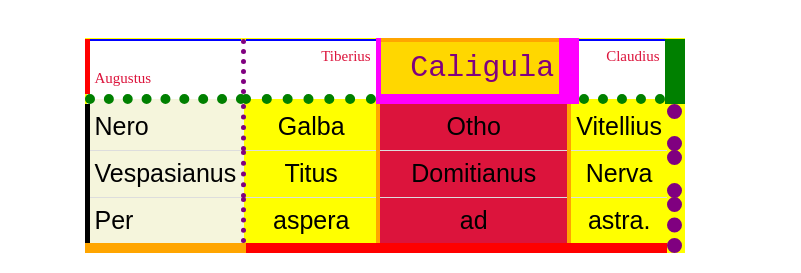 Augustus Tiberius Caligula Claudius
Nero Galba Otho Vitellius
Vespasianus Titus Domitianus Nerva
Per aspera ad astra.